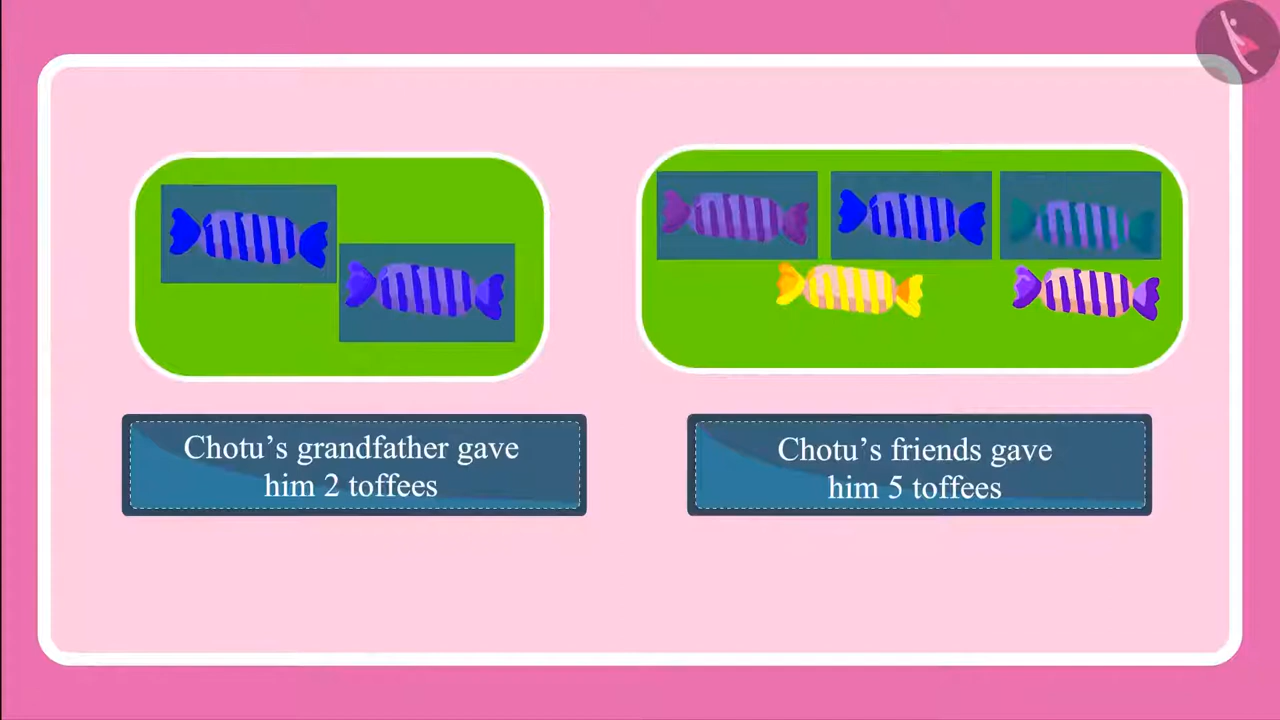 Chotu’s grandfather gave
him 2 toffees
Chotu’s friends gave
him 5 toffees